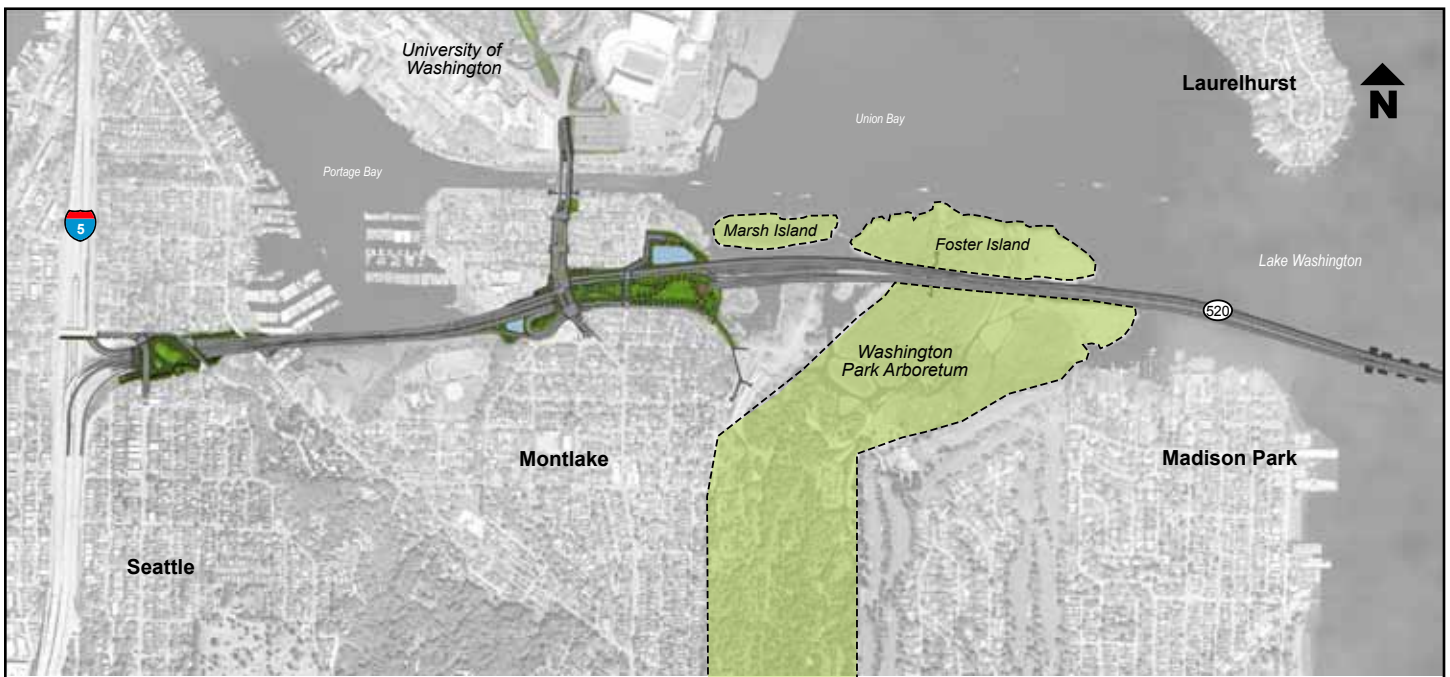 University of
Washington
Laurelhurst
N
Union Bay
Portage Bay
5
Marsh Island
Foster Island
Lake Washington
520
Washington
Park Arboretum
Montlake
Madison Park
Seattle